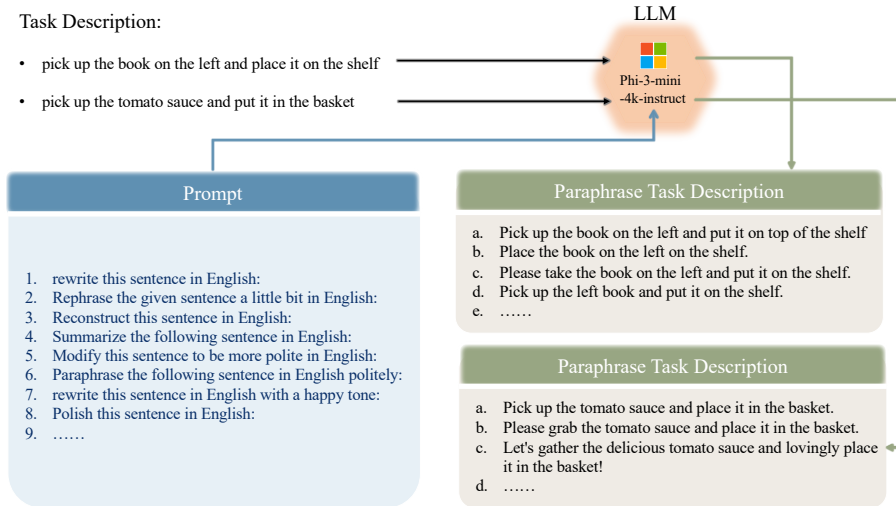 Task Description:
• pick up the book on the left and place it on the shelf
• pick up the tomato sauce and put it in the basket
LLM
Phi-3-mini
-4k-instruct
Prompt
1. rewrite this sentence in English:
2. Rephrase the given sentence a little bit in English:
3. Reconstruct this sentence in English:
4. Summarize the following sentence in English:
5. Modify this sentence to be more polite in English:
6. Paraphrase the following sentence in English politely:
7. rewrite this sentence in English with a happy tone:
8. Polish this sentence in English:
9. ……
Paraphrase Task Description
a. Pick up the book on the left and put it on top of the shelf
b. Place the book on the left on the shelf.
c. Please take the book on the left and put it on the shelf.
d. Pick up the left book and put it on the shelf.
e. ……
Paraphrase Task Description
a. Pick up the tomato sauce and place it in the basket.
b. Please grab the tomato sauce and place it in the basket.
c. Let's gather the delicious tomato sauce and lovingly place
it in the basket!
d. ……